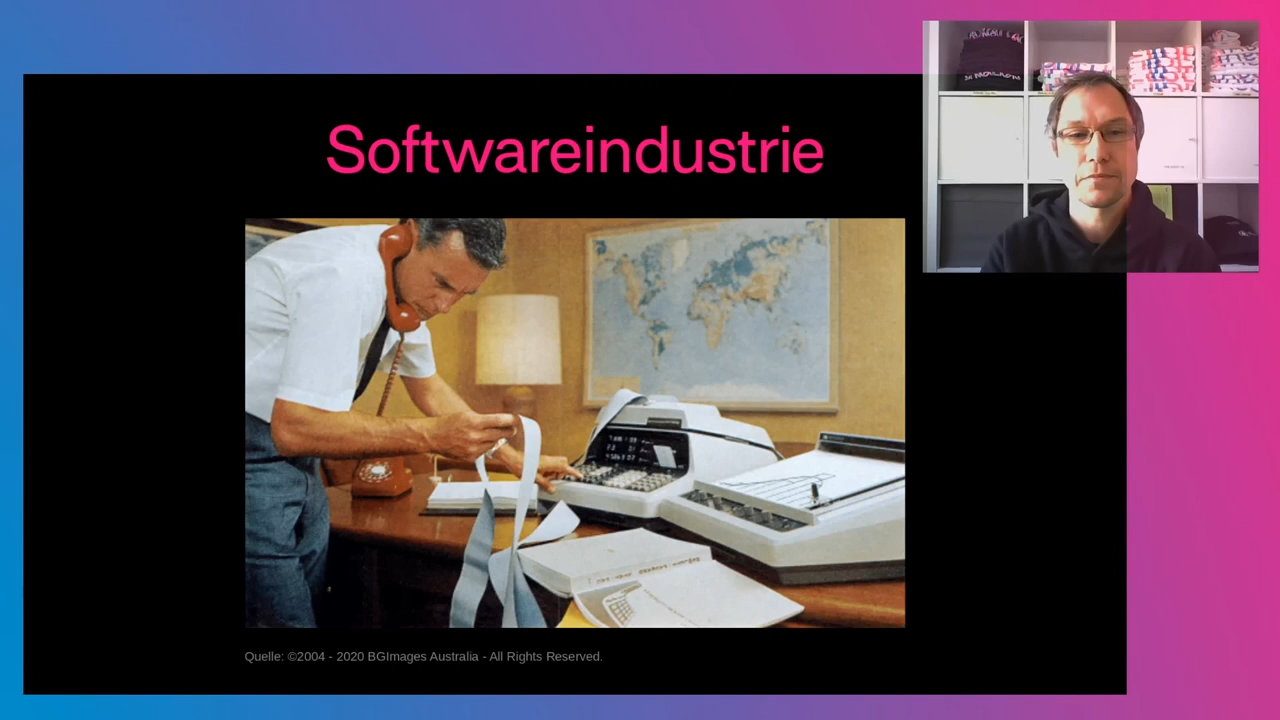 Softwareindustrie
Quelle: ©2004 - 2020 BGImages Australia - All Rights Reserved.